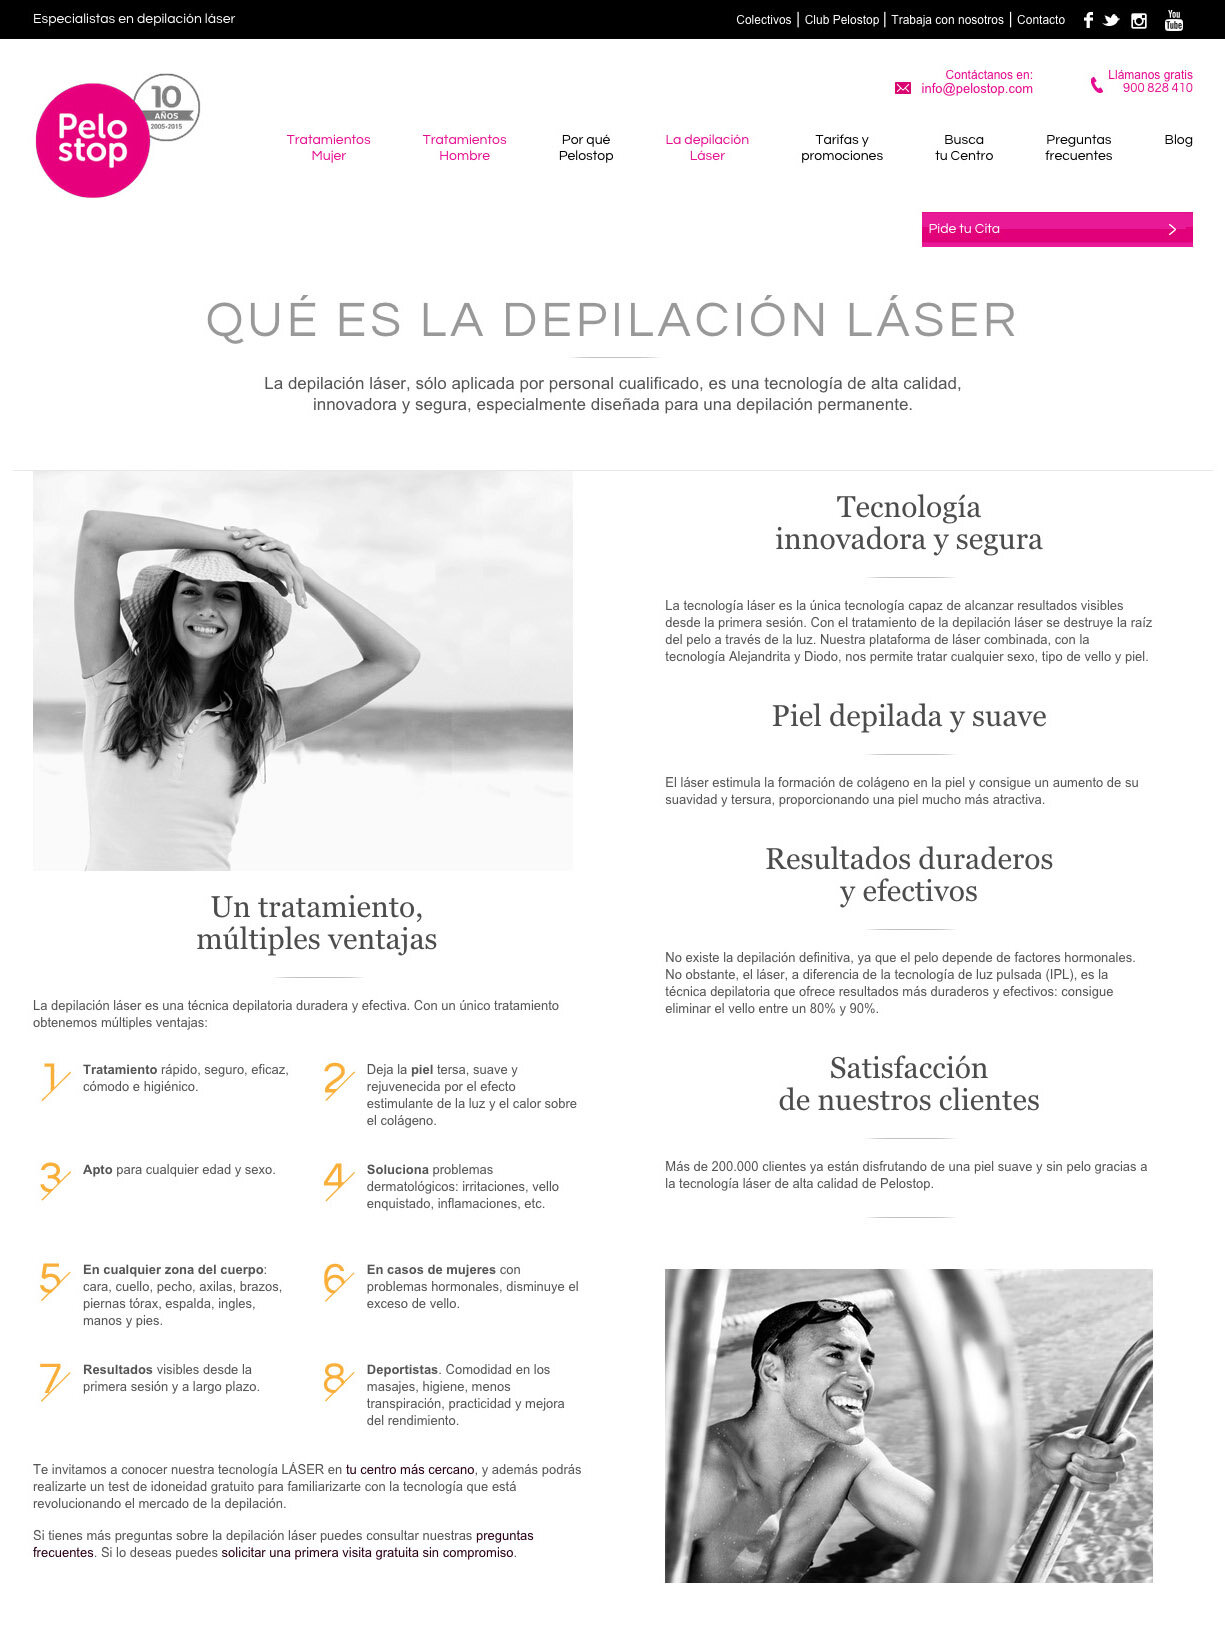 Especialistas en depilación láser
Colectivos | Club Pelostop | Trabaja con nosotros | Contacto
You
Tube
Contáctanos en:
info@pelostop.com
Llámanos gratis
900 828 410
Pelo
stop
10
AÑOS
2005-2015
Tratamientos
Mujer
Tratamientos
Hombre
Por qué
Pelostop
La depilación
Láser
Tarifas y
promociones
Busca
tu Centro
Preguntas
frecuentes
Blog
Pide tu Cita
QUÉ ES LA DEPILACIÓN LÁSER
La depilación láser, sólo aplicada por personal cualificado, es una tecnología de alta calidad,
innovadora y segura, especialmente diseñada para una depilación permanente.
Un tratamiento,
múltiples ventajas
La depilación láser es una técnica depilatoria duradera y efectiva. Con un único tratamiento
obtenemos múltiples ventajas:
1
Tratamiento rápido, seguro, eficaz,
cómodo e higiénico.
2
Deja la piel tersa, suave y
rejuvenecida por el efecto
estimulante de la luz y el calor sobre
el colágeno.
3
Apto para cualquier edad y sexo.
4
Soluciona problemas
dermatológicos: irritaciones, vello
enquistado, inflamaciones, etc.
5
En cualquier zona del cuerpo:
cara, cuello, pecho, axilas, brazos,
piernas tórax, espalda, ingles,
manos y pies.
6
En casos de mujeres con
problemas hormonales, disminuye el
exceso de vello.
7
Resultados visibles desde la
primera sesión y a largo plazo.
8
Deportistas. Comodidad en los
masajes, higiene, menos
transpiración, practicidad y mejora
del rendimiento.
Te invitamos a conocer nuestra tecnología LÁSER en tu centro más cercano, y además podrás
realizarte un test de idoneidad gratuito para familiarizarte con la tecnología que está
revolucionando el mercado de la depilación.
Si tienes más preguntas sobre la depilación láser puedes consultar nuestras preguntas
frecuentes. Si lo deseas puedes solicitar una primera visita gratuita sin compromiso.
Tecnología
innovadora y segura
La tecnología láser es la única tecnología capaz de alcanzar resultados visibles
desde la primera sesión. Con el tratamiento de la depilación láser se destruye la raíz
del pelo a través de la luz. Nuestra plataforma de láser combinada, con la
tecnología Alejandrita y Diodo, nos permite tratar cualquier sexo, tipo de vello y piel.
Piel depilada y suave
El láser estimula la formación de colágeno en la piel y consigue un aumento de su
suavidad y tersura, proporcionando una piel mucho más atractiva.
Resultados duraderos
y efectivos
No existe la depilación definitiva, ya que el pelo depende de factores hormonales.
No obstante, el láser, a diferencia de la tecnología de luz pulsada (IPL), es la
técnica depilatoria que ofrece resultados más duraderos y efectivos: consigue
eliminar el vello entre un 80% y 90%.
Satisfacción
de nuestros clientes
Más de 200.000 clientes ya están disfrutando de una piel suave y sin pelo gracias a
la tecnología láser de alta calidad de Pelostop.